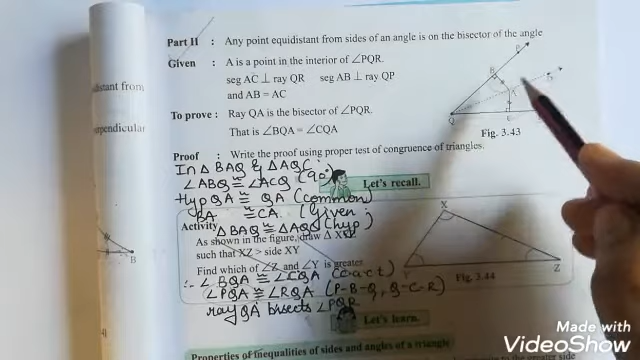 Part II : Any point equidistant from sides of an angle is on the bisector of the angle
Given : A is a point in the interior of ∠PQR.
seg AC ⊥ ray QR seg AB ⊥ ray QP
and AB = AC
To prove : Ray QA is the bisector of ∠PQR.
That is ∠BQA = ∠CQA
Proof : Write the proof using proper test of congruence of triangles.
In △ BAQ & △ AQC
∠ABQ ≅ ∠ACQ (90°
Let's recall.
Hyp QA ≅ QA (common)
BA ≅ CA. (Given
△BAQ ≅ △AQC (hyp)
Activity
As shown in the figure, draw Δ XYZ
such that XZ > side XY
Find which of ∠Z and ∠Y is greater.
∴ ∠ BQA ≅ ∠CQA (c.a.c.t)
∠PQA ≅ ∠RQA (P-B-Q, Q-C-R)
ray QA bisects ∠PQR
Let's learn.
Properties of inequalities of sides and angles of a triangle
distant from
erpendicular
B
P
B
Q
Fig. 3.43
X
Y
Z
Fig. 3.44
Made with
VideoShow